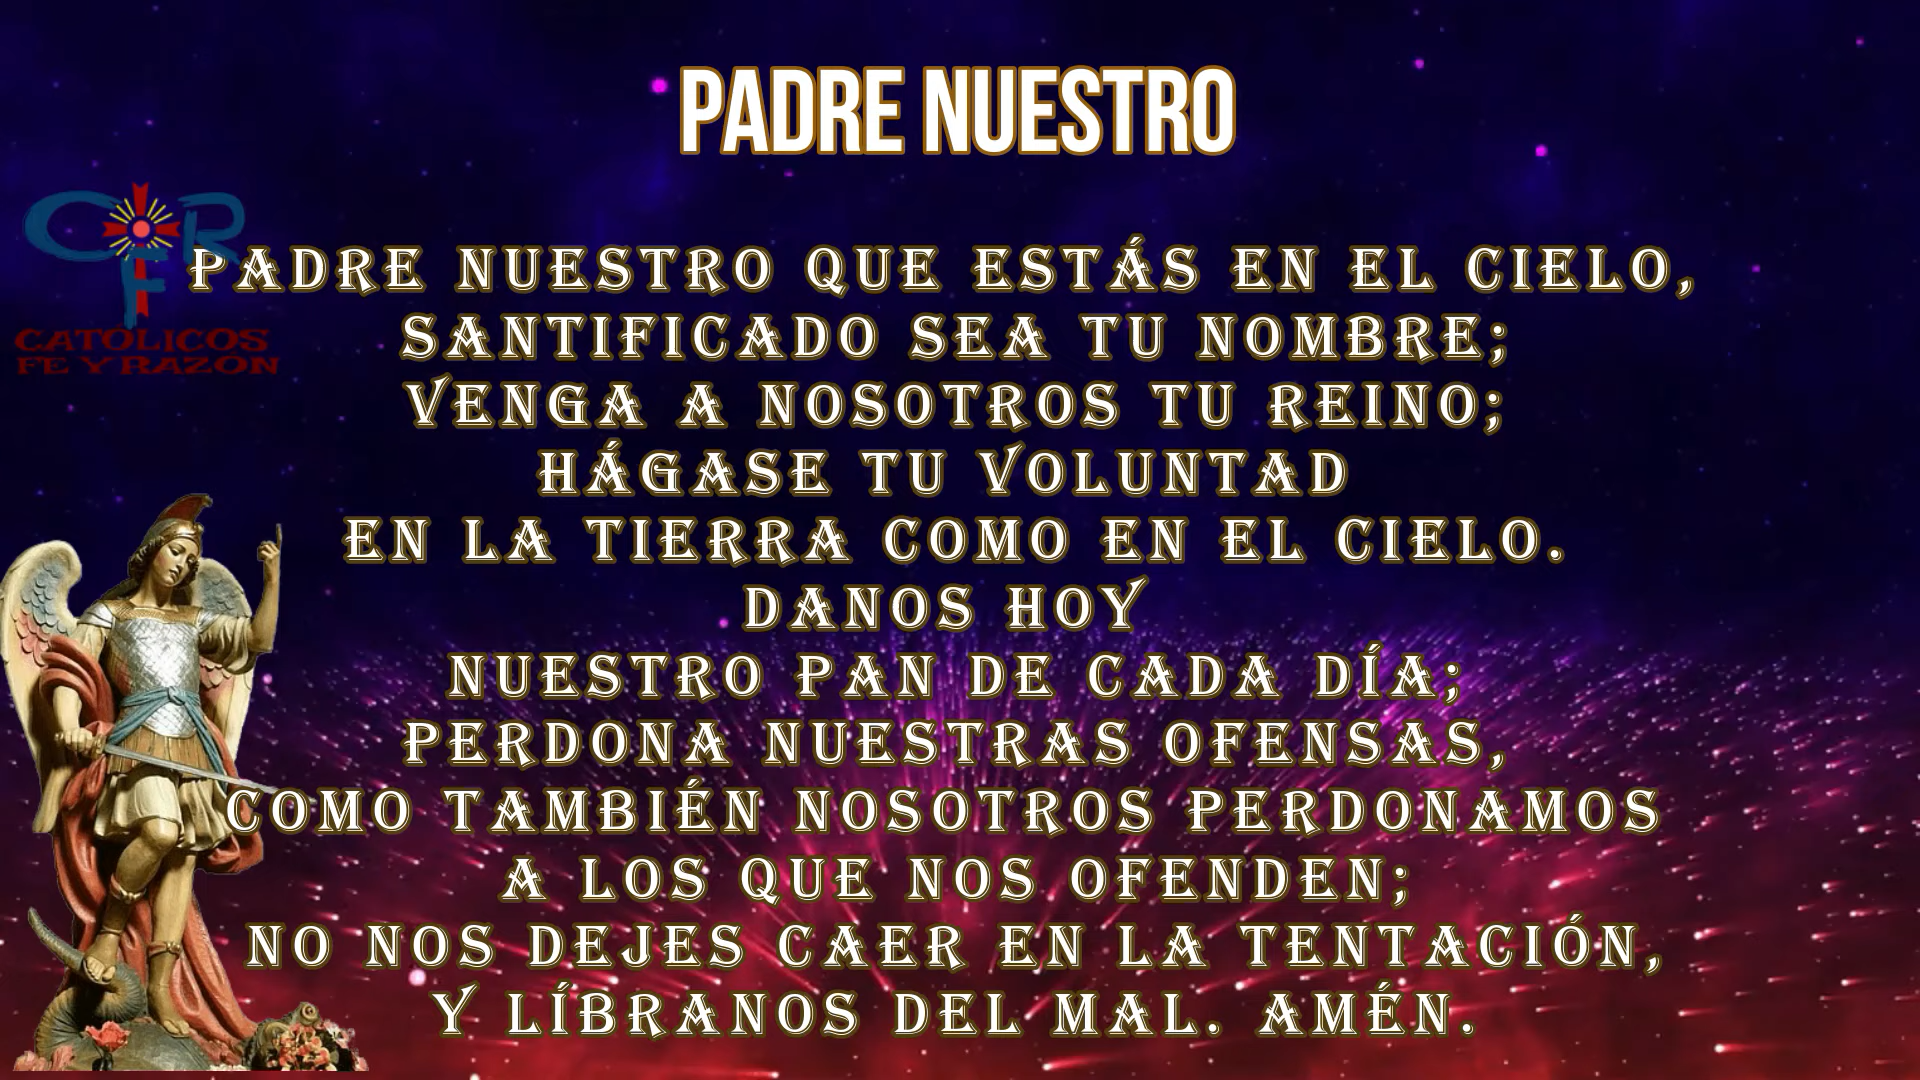 PADRE NUESTRO
CFR
CATÓLICOS
FE Y RAZÓN
PADRE NUESTRO QUE ESTÁS EN EL CIELO,
SANTIFICADO SEA TU NOMBRE;
VENGA A NOSOTROS TU REINO;
HÁGASE TU VOLUNTAD
EN LA TIERRA COMO EN EL CIELO.
DANOS HOY
NUESTRO PAN DE CADA DÍA;
PERDONA NUESTRAS OFENSAS,
COMO TAMBIÉN NOSOTROS PERDONAMOS
A LOS QUE NOS OFENDEN;
NO NOS DEJES CAER EN LA TENTACIÓN,
Y LÍBRANOS DEL MAL. AMÉN.